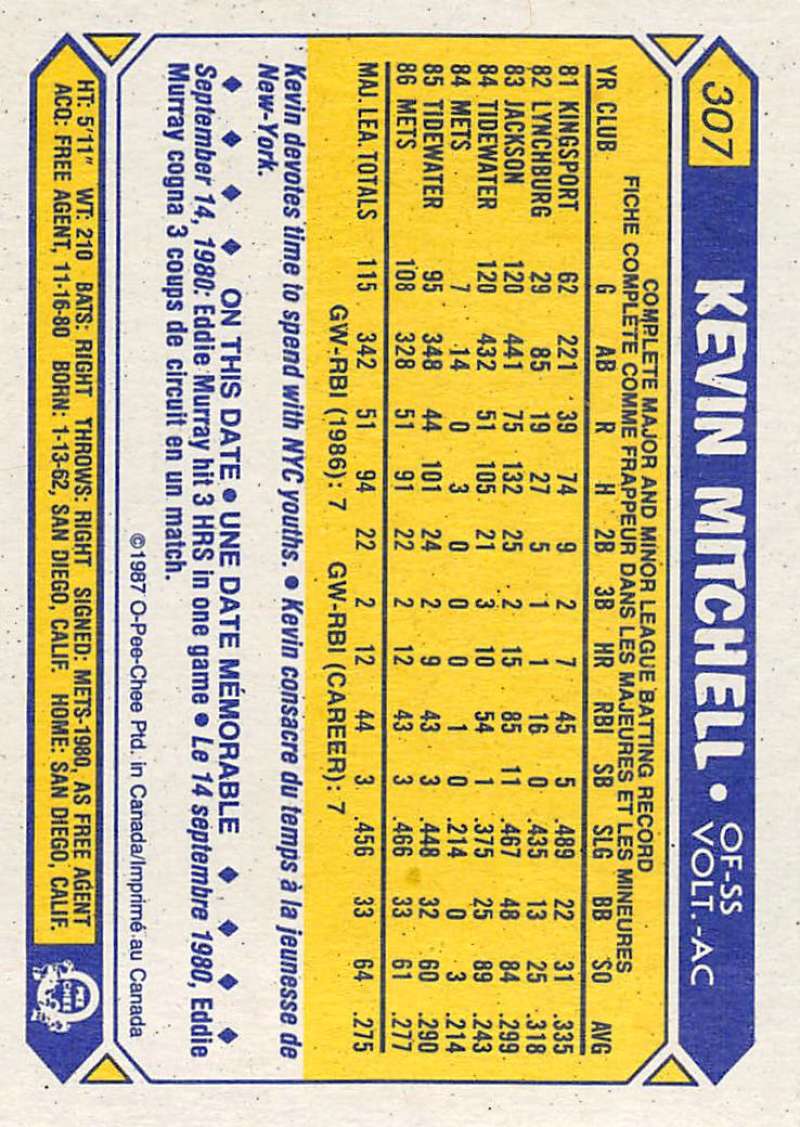 307
KEVIN MITCHELL • OF-SS
VOLT.-AC
COMPLETE MAJOR AND MINOR LEAGUE BATTING RECORD
FICHE COMPLÈTE COMME FRAPPEUR DANS LES MAJEURES ET LES MINEURES
YR CLUB G AB R H 2B 3B HR RBI SB SLG BB SO AVG
81 KINGSPORT 62 221 39 74 9 2 7 45 5 .489 22 31 .335
82 LYNCHBURG 29 85 19 27 5 1 1 16 0 .435 13 25 .318
83 JACKSON 120 441 75 132 25 2 15 85 11 .467 48 84 .299
84 TIDEWATER 120 432 51 105 21 3 10 54 1 .375 25 89 .243
84 METS 7 14 0 3 0 0 0 1 0 .214 0 3 .214
85 TIDEWATER 95 348 44 101 24 2 9 43 3 .448 32 60 .290
86 METS 108 328 51 91 22 2 12 43 3 .466 33 61 .277
MAJ. LEA. TOTALS 115 342 51 94 22 2 12 44 3 .456 33 64 .275
GW-RBI (1986): 7 GW-RBI (CAREER): 7
Kevin devotes time to spend with NYC youths. • Kevin consacre du temps à la jeunesse de
New-York.
◆ ◆ ◆ ◆ ON THIS DATE • UNE DATE MÉMORABLE ◆ ◆ ◆ ◆
September 14, 1980: Eddie Murray hit 3 HRS in one game • Le 14 septembre 1980, Eddie
Murray cogna 3 coups de circuit en un match.
©1987 O-Pee-Chee Ptd. in Canada/Imprimé au Canada
HT: 5'11" WT: 210 BATS: RIGHT THROWS: RIGHT SIGNED: METS-1980, AS FREE AGENT
ACQ: FREE AGENT, 11-16-80 BORN: 1-13-62, SAN DIEGO, CALIF. HOME: SAN DIEGO, CALIF.
O
PEE
CHEE